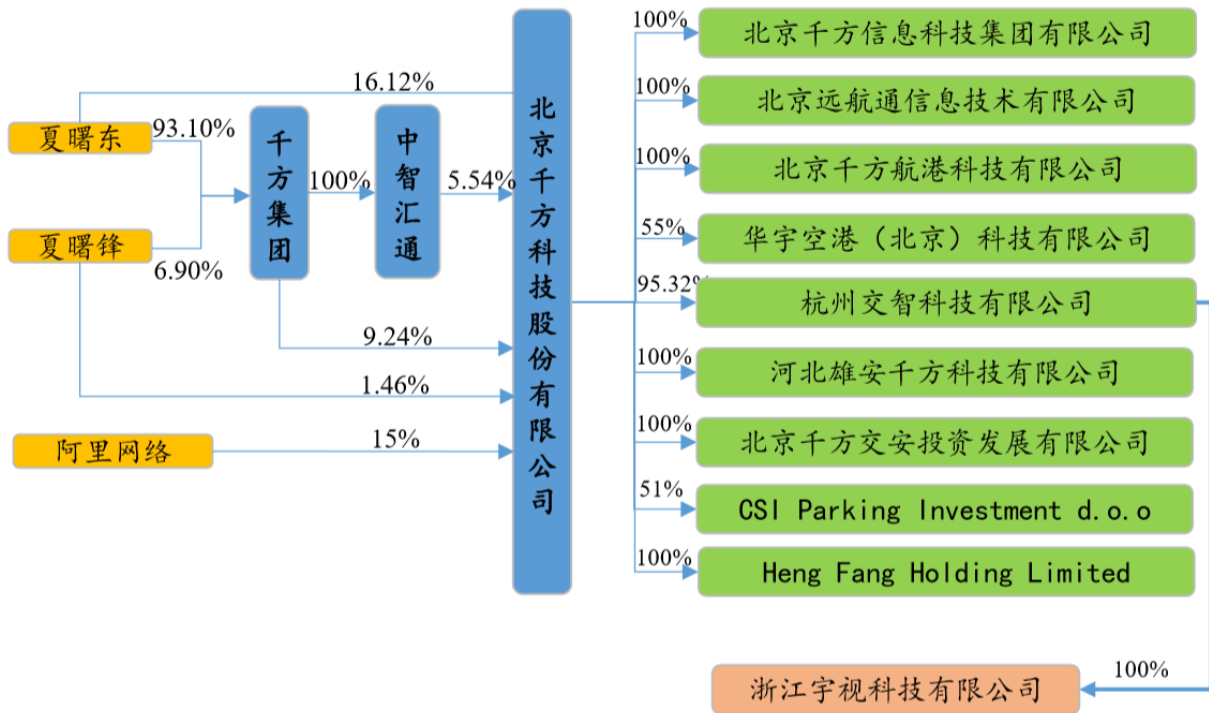 16.12%
夏曙东
93.10%
夏曙锋
6.90%
千方集团
100%
中智汇通
5.54%
9.24%
1.46%
阿里网络
15%
北京千方科技股份有限公司
100%
北京千方信息科技集团有限公司
100%
北京远航通信息技术有限公司
100%
北京千方航港科技有限公司
55%
华宇空港（北京）科技有限公司
95.32%
杭州交智科技有限公司
100%
河北雄安千方科技有限公司
100%
北京千方交安投资发展有限公司
51%
CSI Parking Investment d.o.o
100%
Heng Fang Holding Limited
100%
浙江宇视科技有限公司